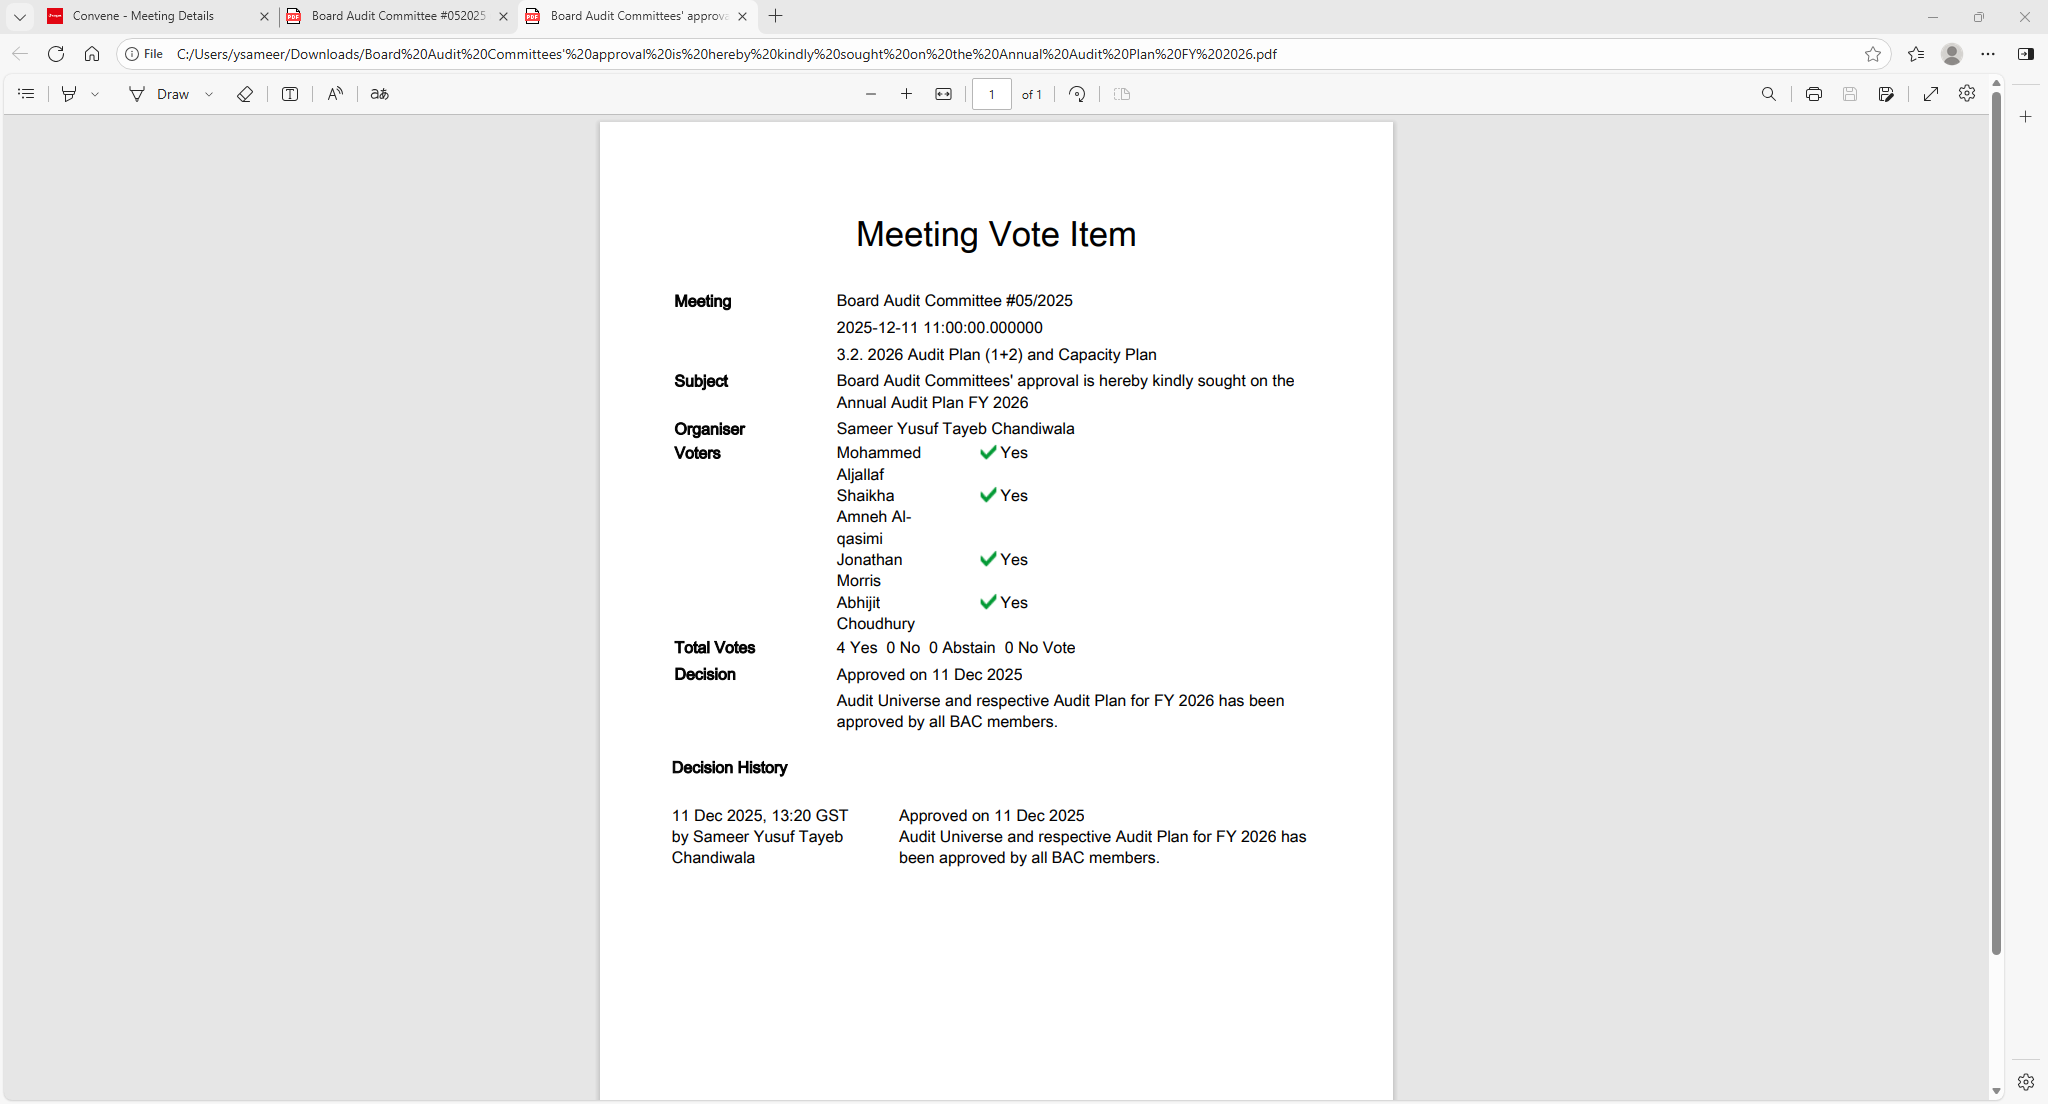 Convene - Meeting Details
Board Audit Committee #052025
Board Audit Committees' approva
File
C:/Users/ysameer/Downloads/Board%20Audit%20Committees'%20approval%20is%20hereby%20kindly%20sought%20on%20the%20Annual%20Audit%20Plan%20FY%202026.pdf
Draw
1 of 1
Meeting Vote Item
Meeting Board Audit Committee #05/2025
2025-12-11 11:00:00.000000
3.2. 2026 Audit Plan (1+2) and Capacity Plan
Subject Board Audit Committees' approval is hereby kindly sought on the
Annual Audit Plan FY 2026
Organiser Sameer Yusuf Tayeb Chandiwala
Voters Mohammed Yes
Aljallaf
Shaikha Yes
Amneh Al-
qasimi
Jonathan Yes
Morris
Abhijit Yes
Choudhury
Total Votes 4 Yes 0 No 0 Abstain 0 No Vote
Decision Approved on 11 Dec 2025
Audit Universe and respective Audit Plan for FY 2026 has been
approved by all BAC members.
Decision History
11 Dec 2025, 13:20 GST
by Sameer Yusuf Tayeb
Chandiwala
Approved on 11 Dec 2025
Audit Universe and respective Audit Plan for FY 2026 has
been approved by all BAC members.